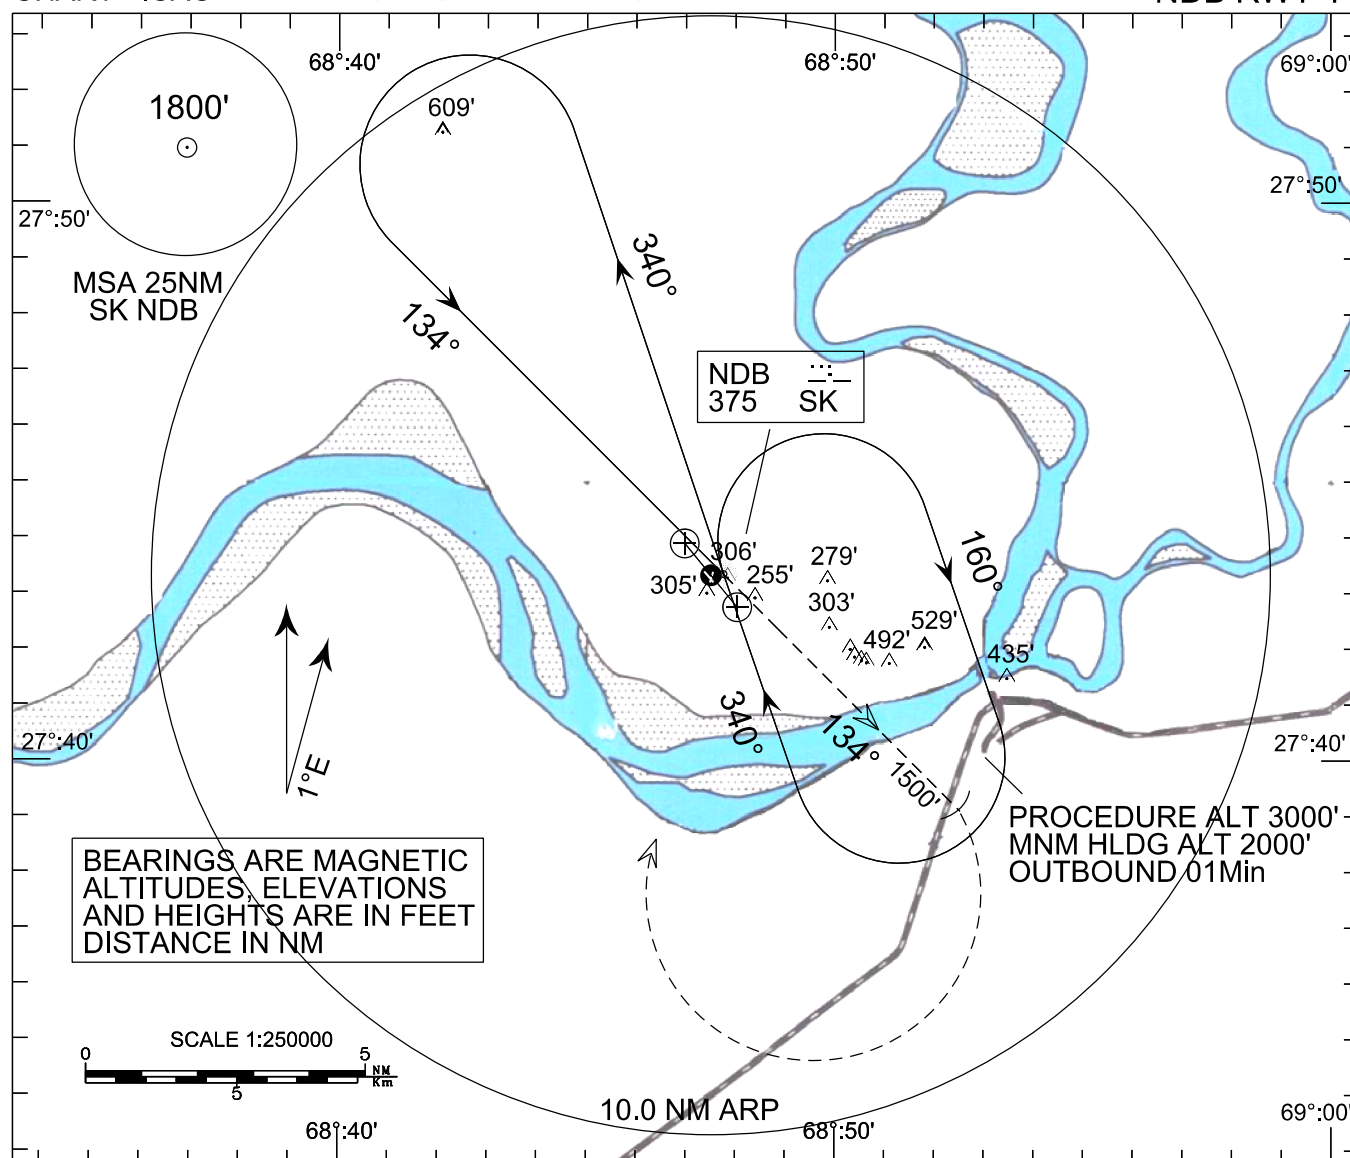 68°:40'
68°:50'
69°:00'
1800'
609'
27°:50'
27°:50'
340°
MSA 25NM
SK NDB
134°
NDB
375 SK
160°
306'
305'
255'
279'
303'
529'
492'
435'
340°
134°
27°:40'
27°:40'
1°E
1500'
PROCEDURE ALT 3000'
MNM HLDG ALT 2000'
OUTBOUND 01Min
BEARINGS ARE MAGNETIC
ALTITUDES, ELEVATIONS
AND HEIGHTS ARE IN FEET
DISTANCE IN NM
SCALE 1:250000
0 5 NM
5 Km
10.0 NM ARP
68°:40'
68°:50'
69°:00'